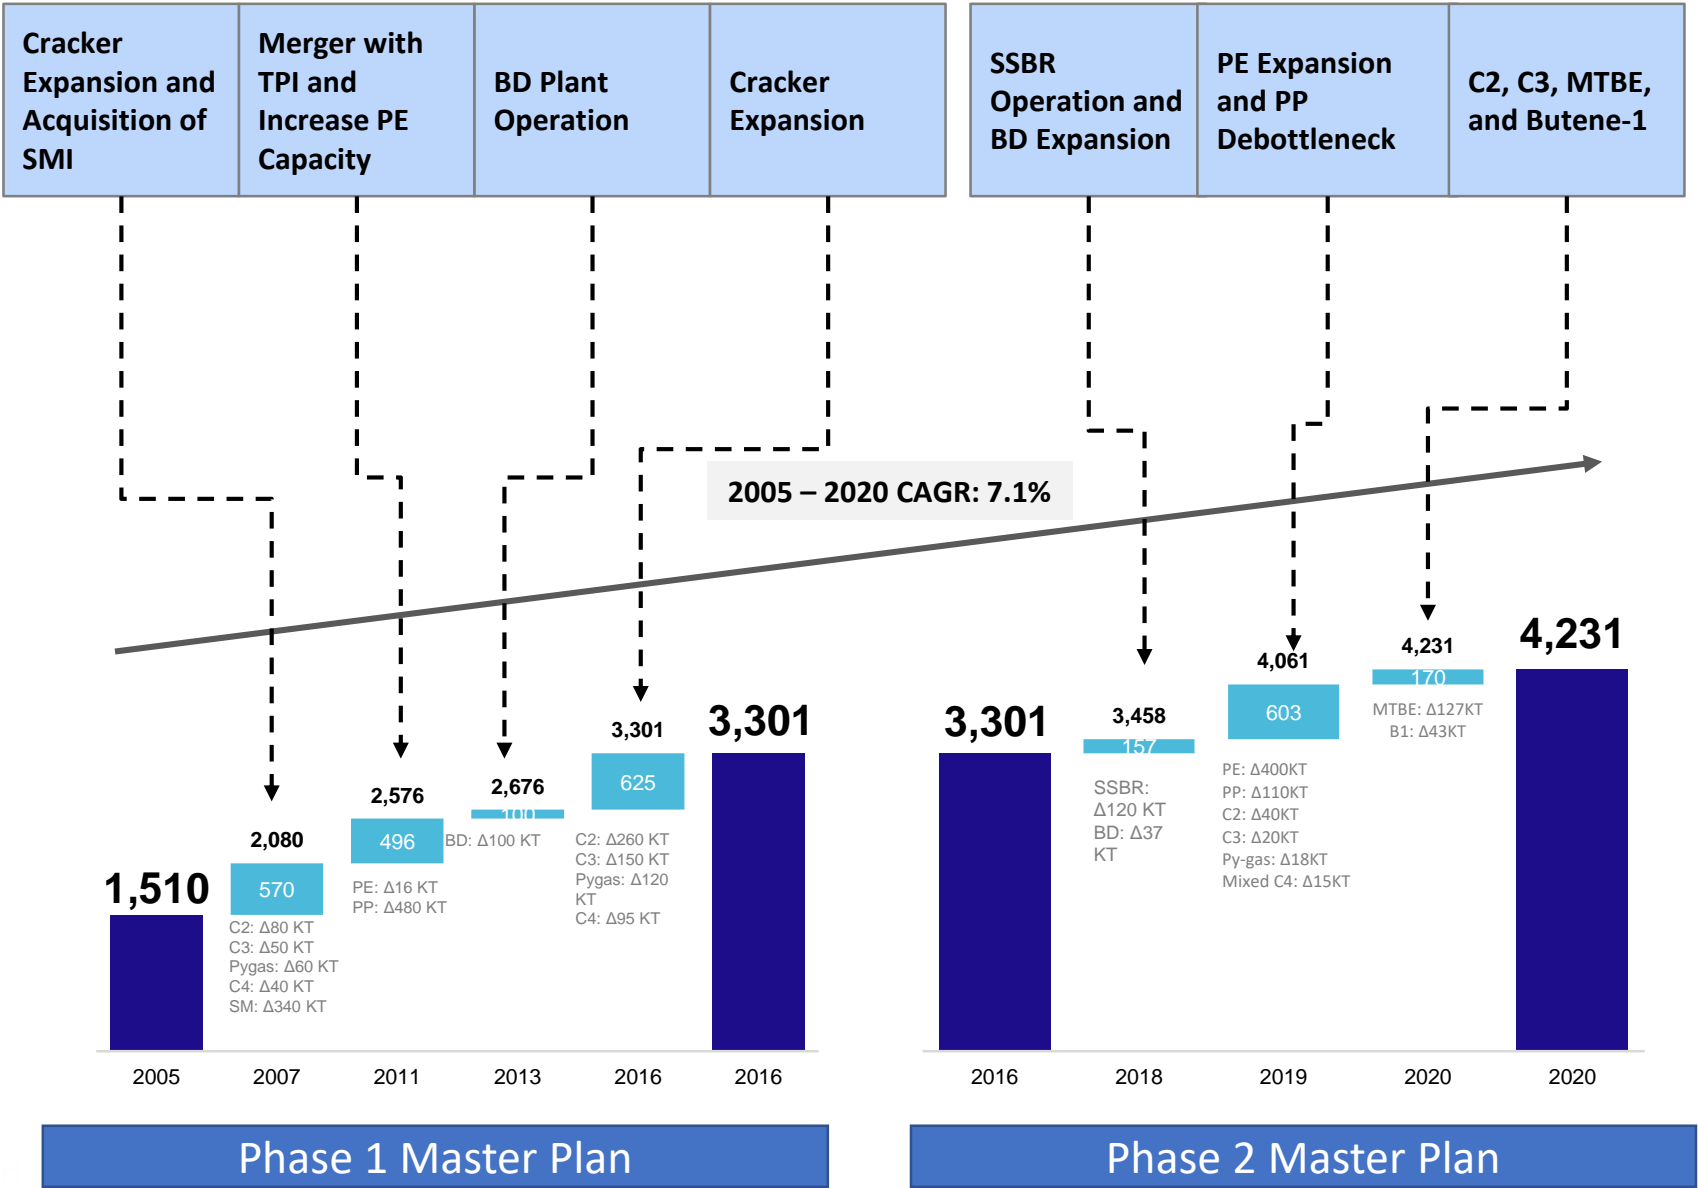 Cracker
Expansion and
Acquisition of
SMI
Merger with
TPI and
Increase PE
Capacity
BD Plant
Operation
Cracker
Expansion
SSBR
Operation and
BD Expansion
PE Expansion
and PP
Debottleneck
C2, C3, MTBE,
and Butene-1
2005 – 2020 CAGR: 7.1%
1,510
2,080
570
C2: Δ80 KT
C3: Δ50 KT
Pygas: Δ60 KT
C4: Δ40 KT
SM: Δ340 KT
2,576
496
PE: Δ16 KT
PP: Δ480 KT
2,676
100
BD: Δ100 KT
3,301
625
C2: Δ260 KT
C3: Δ150 KT
Pygas: Δ120
KT
C4: Δ95 KT
3,301
3,301
3,458
157
SSBR:
Δ120 KT
BD: Δ37
KT
4,061
603
PE: Δ400KT
PP: Δ110KT
C2: Δ40KT
C3: Δ20KT
Py-gas: Δ18KT
Mixed C4: Δ15KT
4,231
170
MTBE: Δ127KT
B1: Δ43KT
4,231
2005 2007 2011 2013 2016 2016
2016 2018 2019 2020 2020
Phase 1 Master Plan
Phase 2 Master Plan